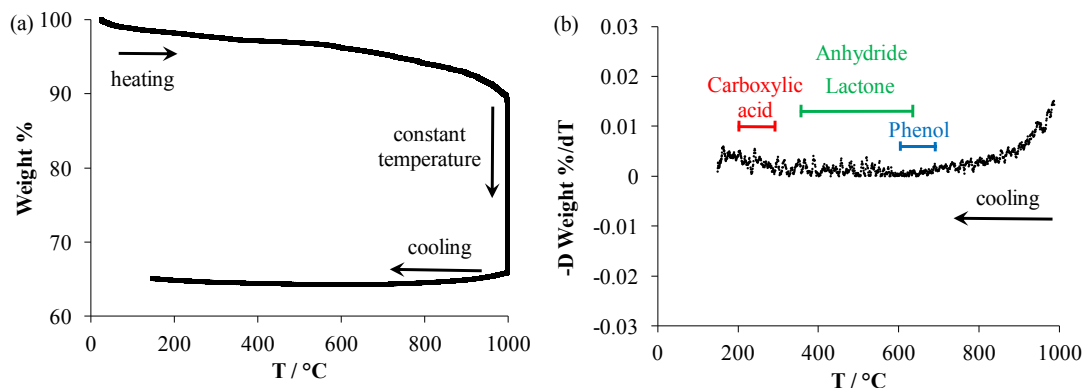 (a)
100
90
80
70
60
Weight %
heating
constant
temperature
cooling
0
200
400
600
800
1000
T / °C
(b)
0.03
0.02
0.01
0
-0.01
-0.02
-0.03
-D Weight %/dT
Anhydride
Carboxylic
Lactone
acid
Phenol
cooling
0
200
400
600
800
1000
T / °C